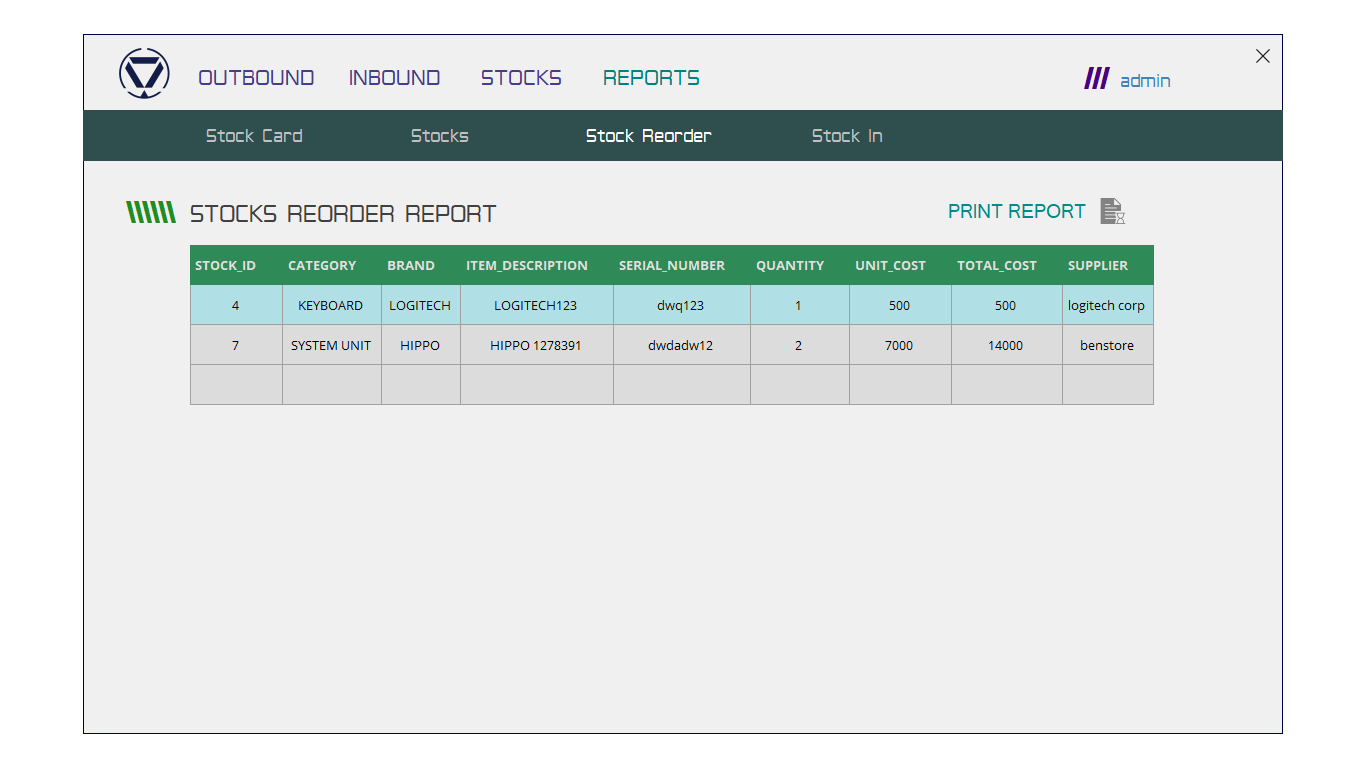 OUTBOUND INBOUND STOCKS REPORTS admin
Stock Card Stocks Stock Reorder Stock In
STOCKS REORDER REPORT PRINT REPORT
STOCK_ID CATEGORY BRAND ITEM_DESCRIPTION SERIAL_NUMBER QUANTITY UNIT_COST TOTAL_COST SUPPLIER
4 KEYBOARD LOGITECH LOGITECH123 dwq123 1 500 500 logitech corp
7 SYSTEM UNIT HIPPO HIPPO 1278391 dwdadw12 2 7000 14000 benstore